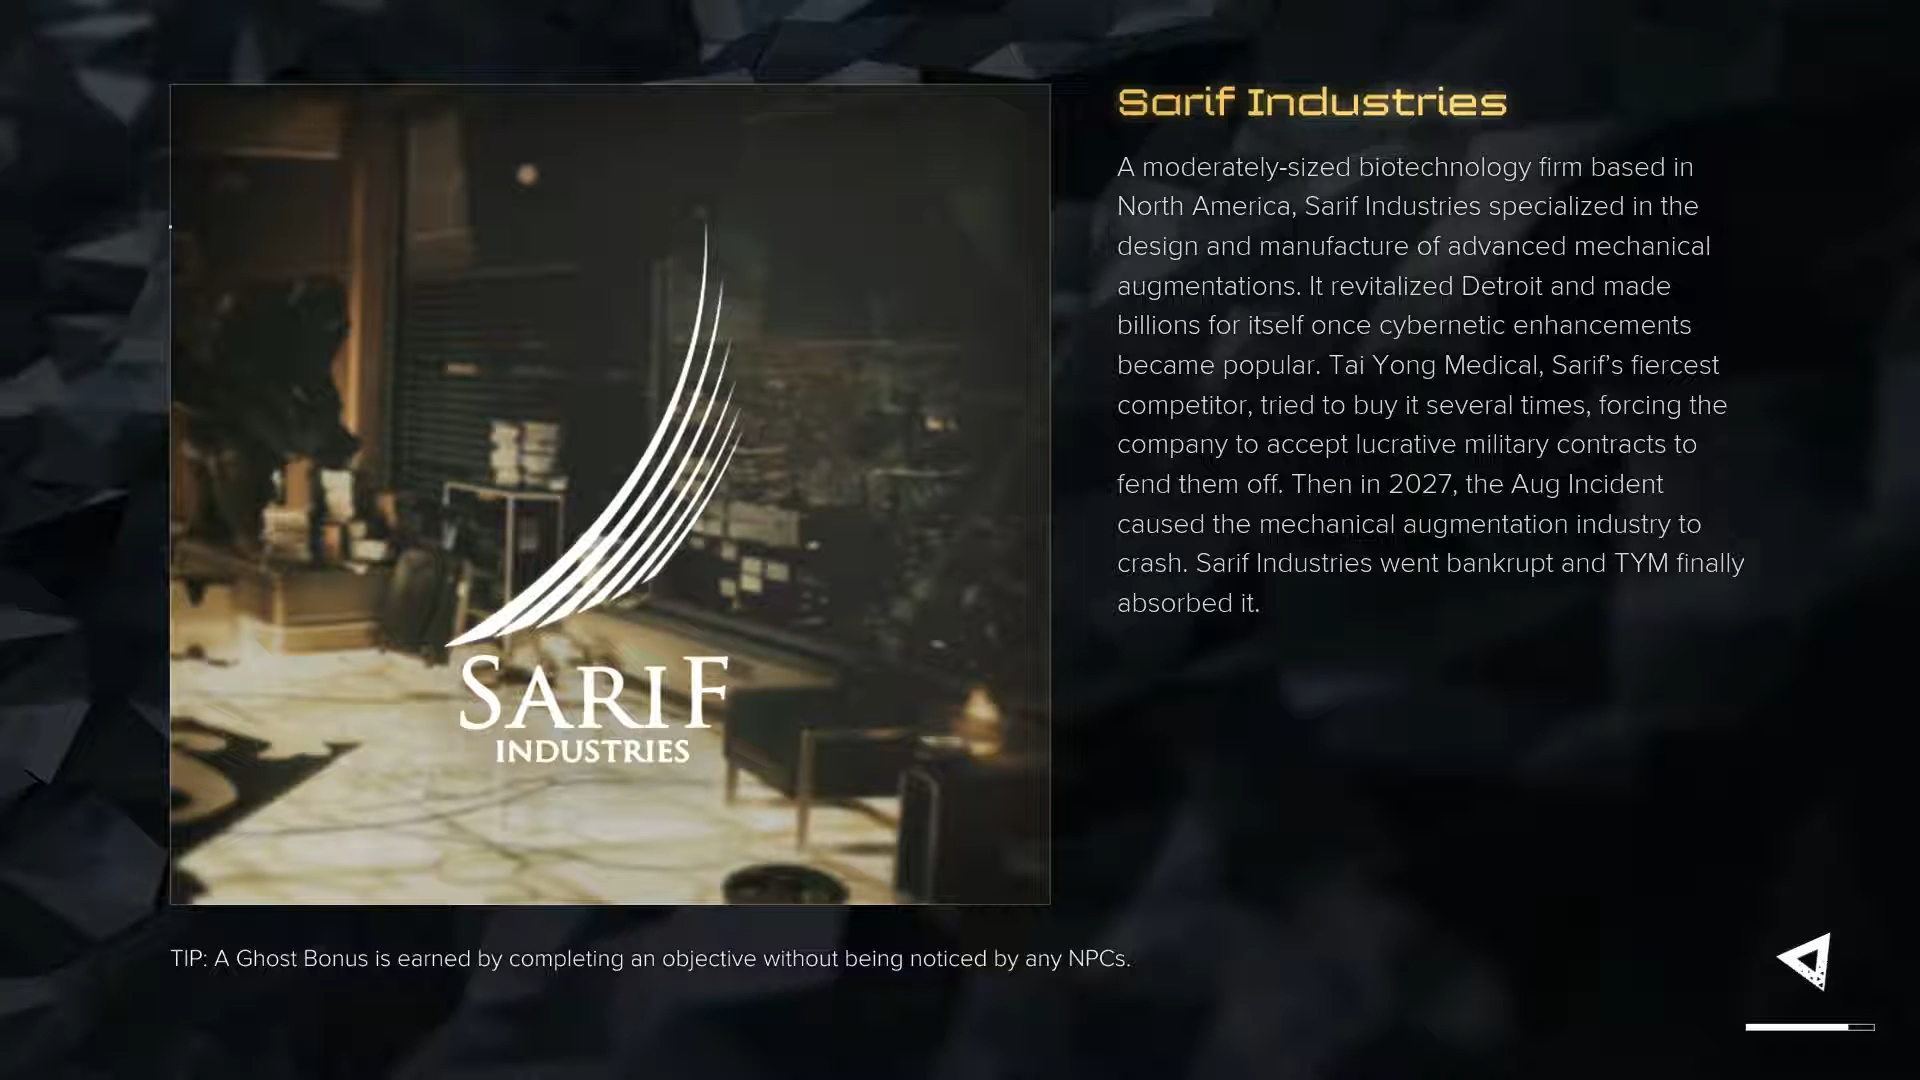 Sarif Industries
A moderately-sized biotechnology firm based in
North America, Sarif Industries specialized in the
design and manufacture of advanced mechanical
augmentations. It revitalized Detroit and made
billions for itself once cybernetic enhancements
became popular. Tai Yong Medical, Sarif’s fiercest
competitor, tried to buy it several times, forcing the
company to accept lucrative military contracts to
fend them off. Then in 2027, the Aug Incident
caused the mechanical augmentation industry to
crash. Sarif Industries went bankrupt and TYM finally
absorbed it.
SARIF
INDUSTRIES
TIP: A Ghost Bonus is earned by completing an objective without being noticed by any NPCs.